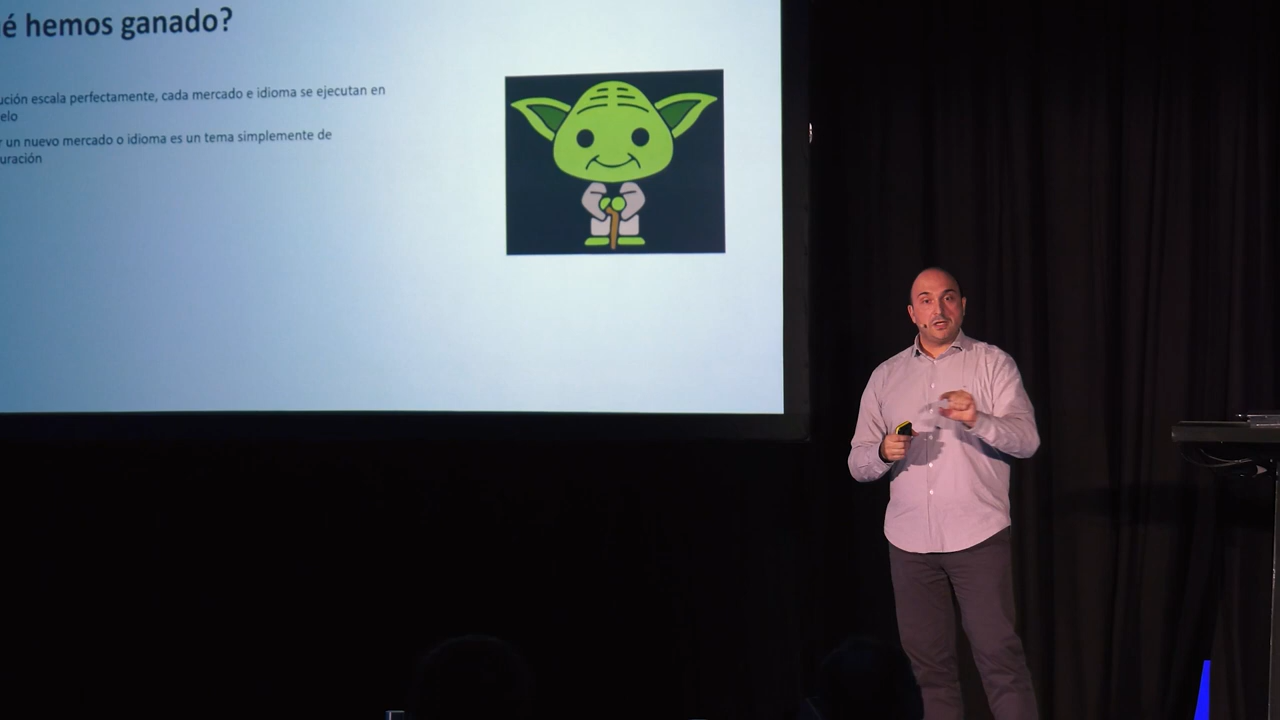 é hemos ganado?
ución escala perfectamente, cada mercado e idioma se ejecutan en
elo
r un nuevo mercado o idioma es un tema simplemente de
uración